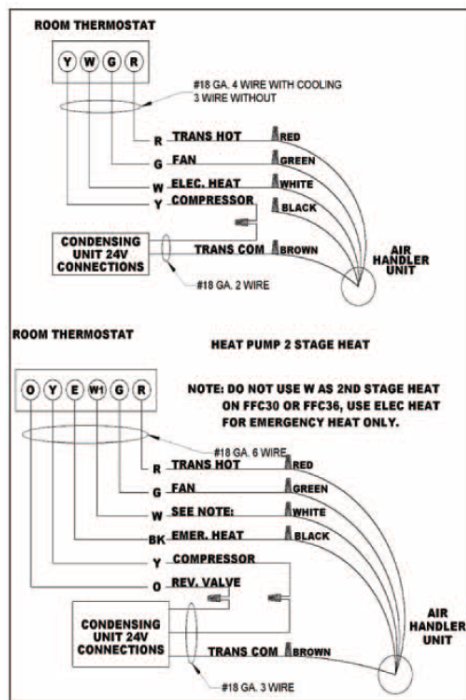 ROOM THERMOSTAT
Y W G R
#18 GA. 4 WIRE WITH COOLING
3 WIRE WITHOUT
R TRANS HOT RED
G FAN GREEN
W ELEC. HEAT WHITE
Y COMPRESSOR
BLACK
CONDENSING
UNIT 24V
CONNECTIONS
TRANS COM BROWN
AIR
HANDLER
UNIT
#18 GA. 2 WIRE
ROOM THERMOSTAT
HEAT PUMP 2 STAGE HEAT
O Y E W1 G R
NOTE: DO NOT USE W AS 2ND STAGE HEAT
ON FFC30 OR FFC36, USE ELEC HEAT
FOR EMERGENCY HEAT ONLY.
#18 GA. 6 WIRE
R TRANS HOT RED
G FAN GREEN
W SEE NOTE: WHITE
BK EMER. HEAT BLACK
Y COMPRESSOR
O REV. VALVE
CONDENSING
UNIT 24V
CONNECTIONS
TRANS COM BROWN
AIR
HANDLER
UNIT
#18 GA. 3 WIRE